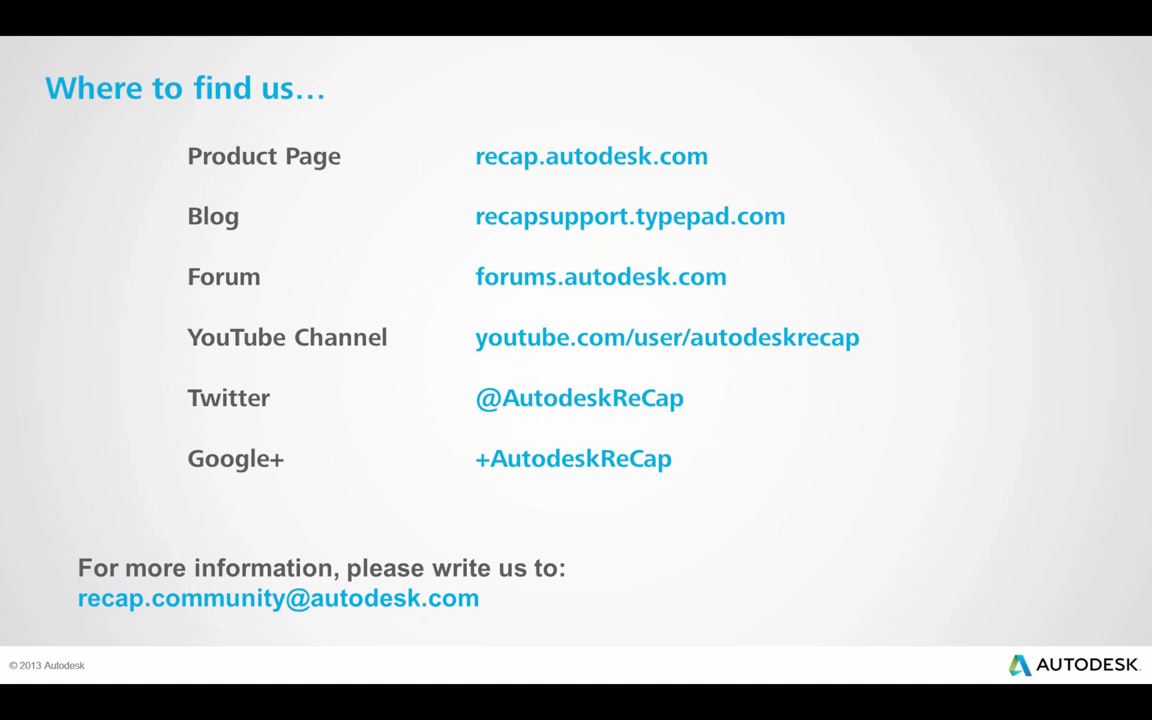 Where to find us...
Product Page recap.autodesk.com
Blog recapsupport.typepad.com
Forum forums.autodesk.com
YouTube Channel youtube.com/user/autodeskrecap
Twitter @AutodeskReCap
Google+ +AutodeskReCap
For more information, please write us to:
recap.community@autodesk.com
© 2013 Autodesk AUTODESK.